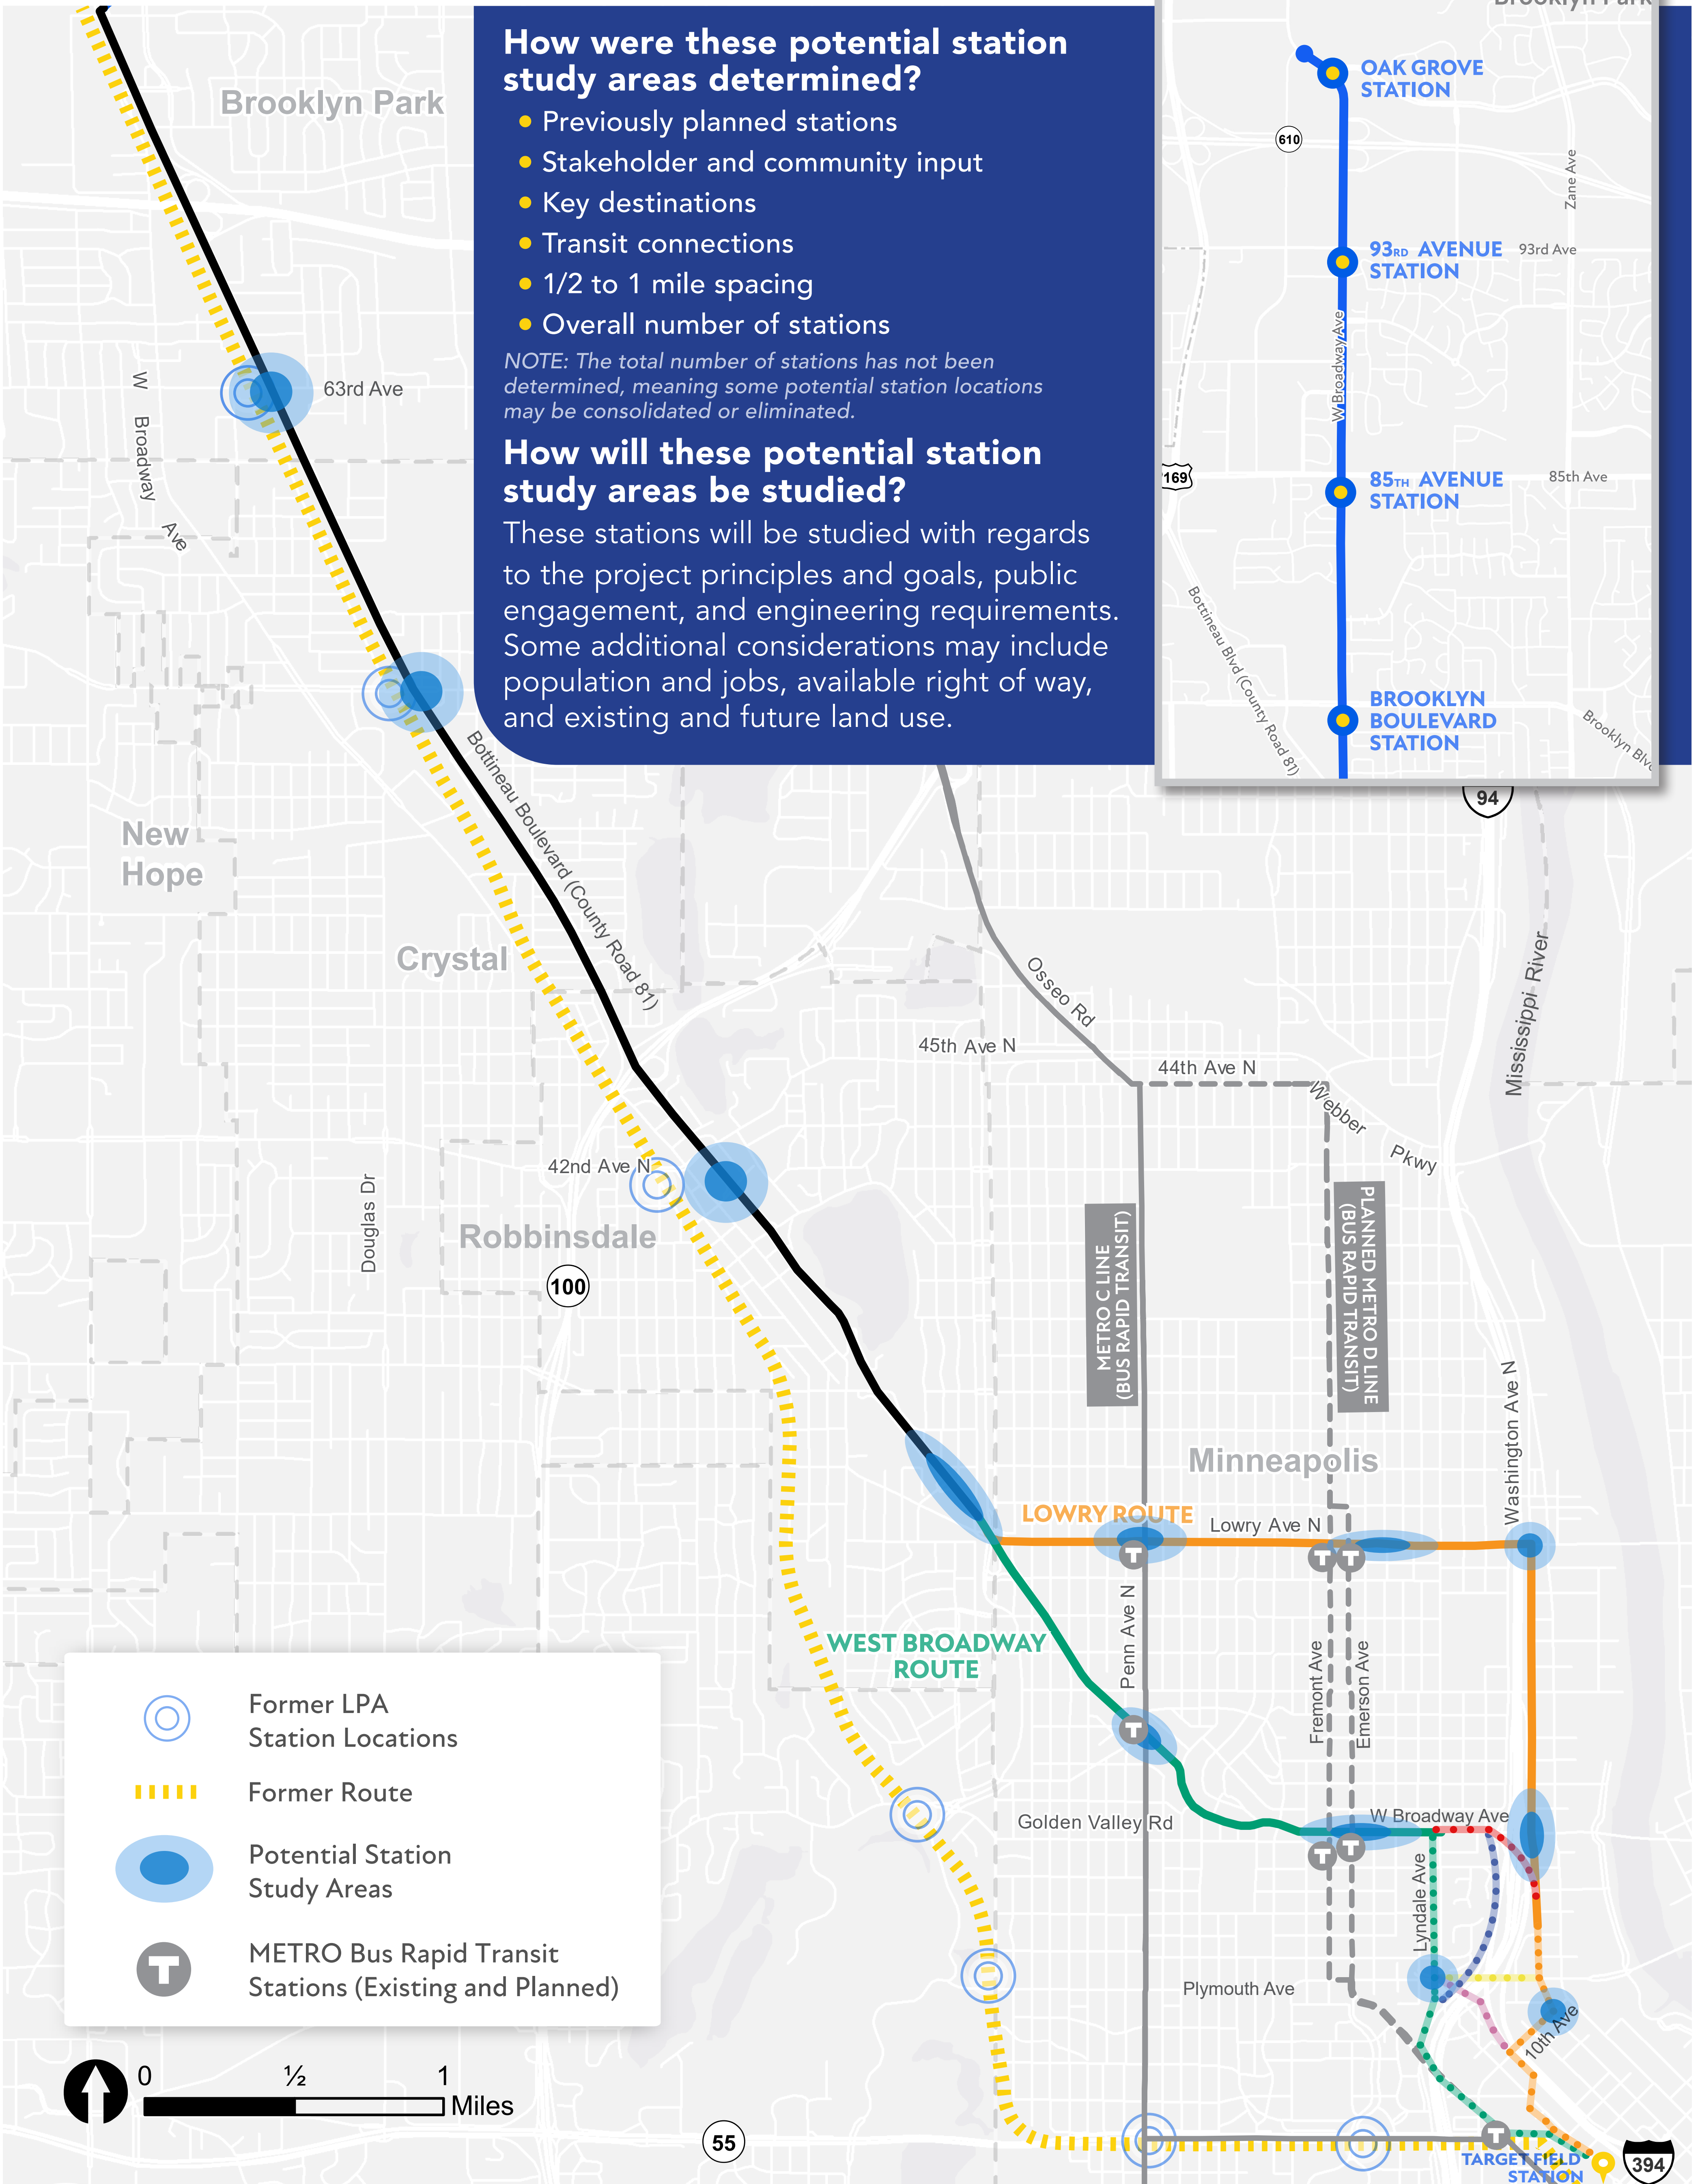 How were these potential station
study areas determined?
Previously planned stations
Stakeholder and community input
Key destinations
Transit connections
1/2 to 1 mile spacing
Overall number of stations
NOTE: The total number of stations has not been
determined, meaning some potential station locations
may be consolidated or eliminated.
How will these potential station
study areas be studied?
These stations will be studied with regards
to the project principles and goals, public
engagement, and engineering requirements.
Some additional considerations may include
population and jobs, available right of way,
and existing and future land use.
Brooklyn Park
OAK GROVE
STATION
610
Zane Ave
93RD AVENUE
STATION
93rd Ave
W Broadway Ave
169
85TH AVENUE
STATION
85th Ave
Bottineau Blvd (County Road 81)
BROOKLYN
BOULEVARD
STATION
Brooklyn Blvd
94
Brooklyn Park
63rd Ave
W Broadway Ave
Bottineau Boulevard (County Road 81)
New
Hope
Crystal
Osseo Rd
45th Ave N
44th Ave N
Webber Pkwy
Mississippi River
42nd Ave N
Douglas Dr
Robbinsdale
100
METRO C LINE
(BUS RAPID TRANSIT)
PLANNED METRO D LINE
(BUS RAPID TRANSIT)
Minneapolis
Washington Ave N
LOWRY ROUTE
Lowry Ave N
T
T
T
Penn Ave N
WEST BROADWAY
ROUTE
Fremont Ave
Emerson Ave
T
Golden Valley Rd
W Broadway Ave
T
T
Lyndale Ave
Plymouth Ave
10th Ave
T
TARGET FIELD
STATION
394
55
Former LPA
Station Locations
Former Route
Potential Station
Study Areas
T
METRO Bus Rapid Transit
Stations (Existing and Planned)
0 ½ 1
Miles